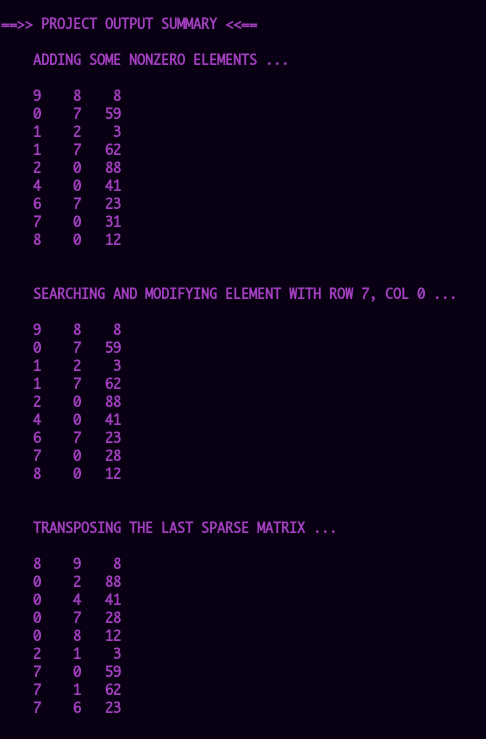 ==>> PROJECT OUTPUT SUMMARY <<==
ADDING SOME NONZERO ELEMENTS ...
9 8 8
0 7 59
1 2 3
1 7 62
2 0 88
4 0 41
6 7 23
7 0 31
8 0 12
SEARCHING AND MODIFYING ELEMENT WITH ROW 7, COL 0 ...
9 8 8
0 7 59
1 2 3
1 7 62
2 0 88
4 0 41
6 7 23
7 0 28
8 0 12
TRANSPOSING THE LAST SPARSE MATRIX ...
8 9 8
0 2 88
0 4 41
0 7 28
0 8 12
2 1 3
7 0 59
7 1 62
7 6 23